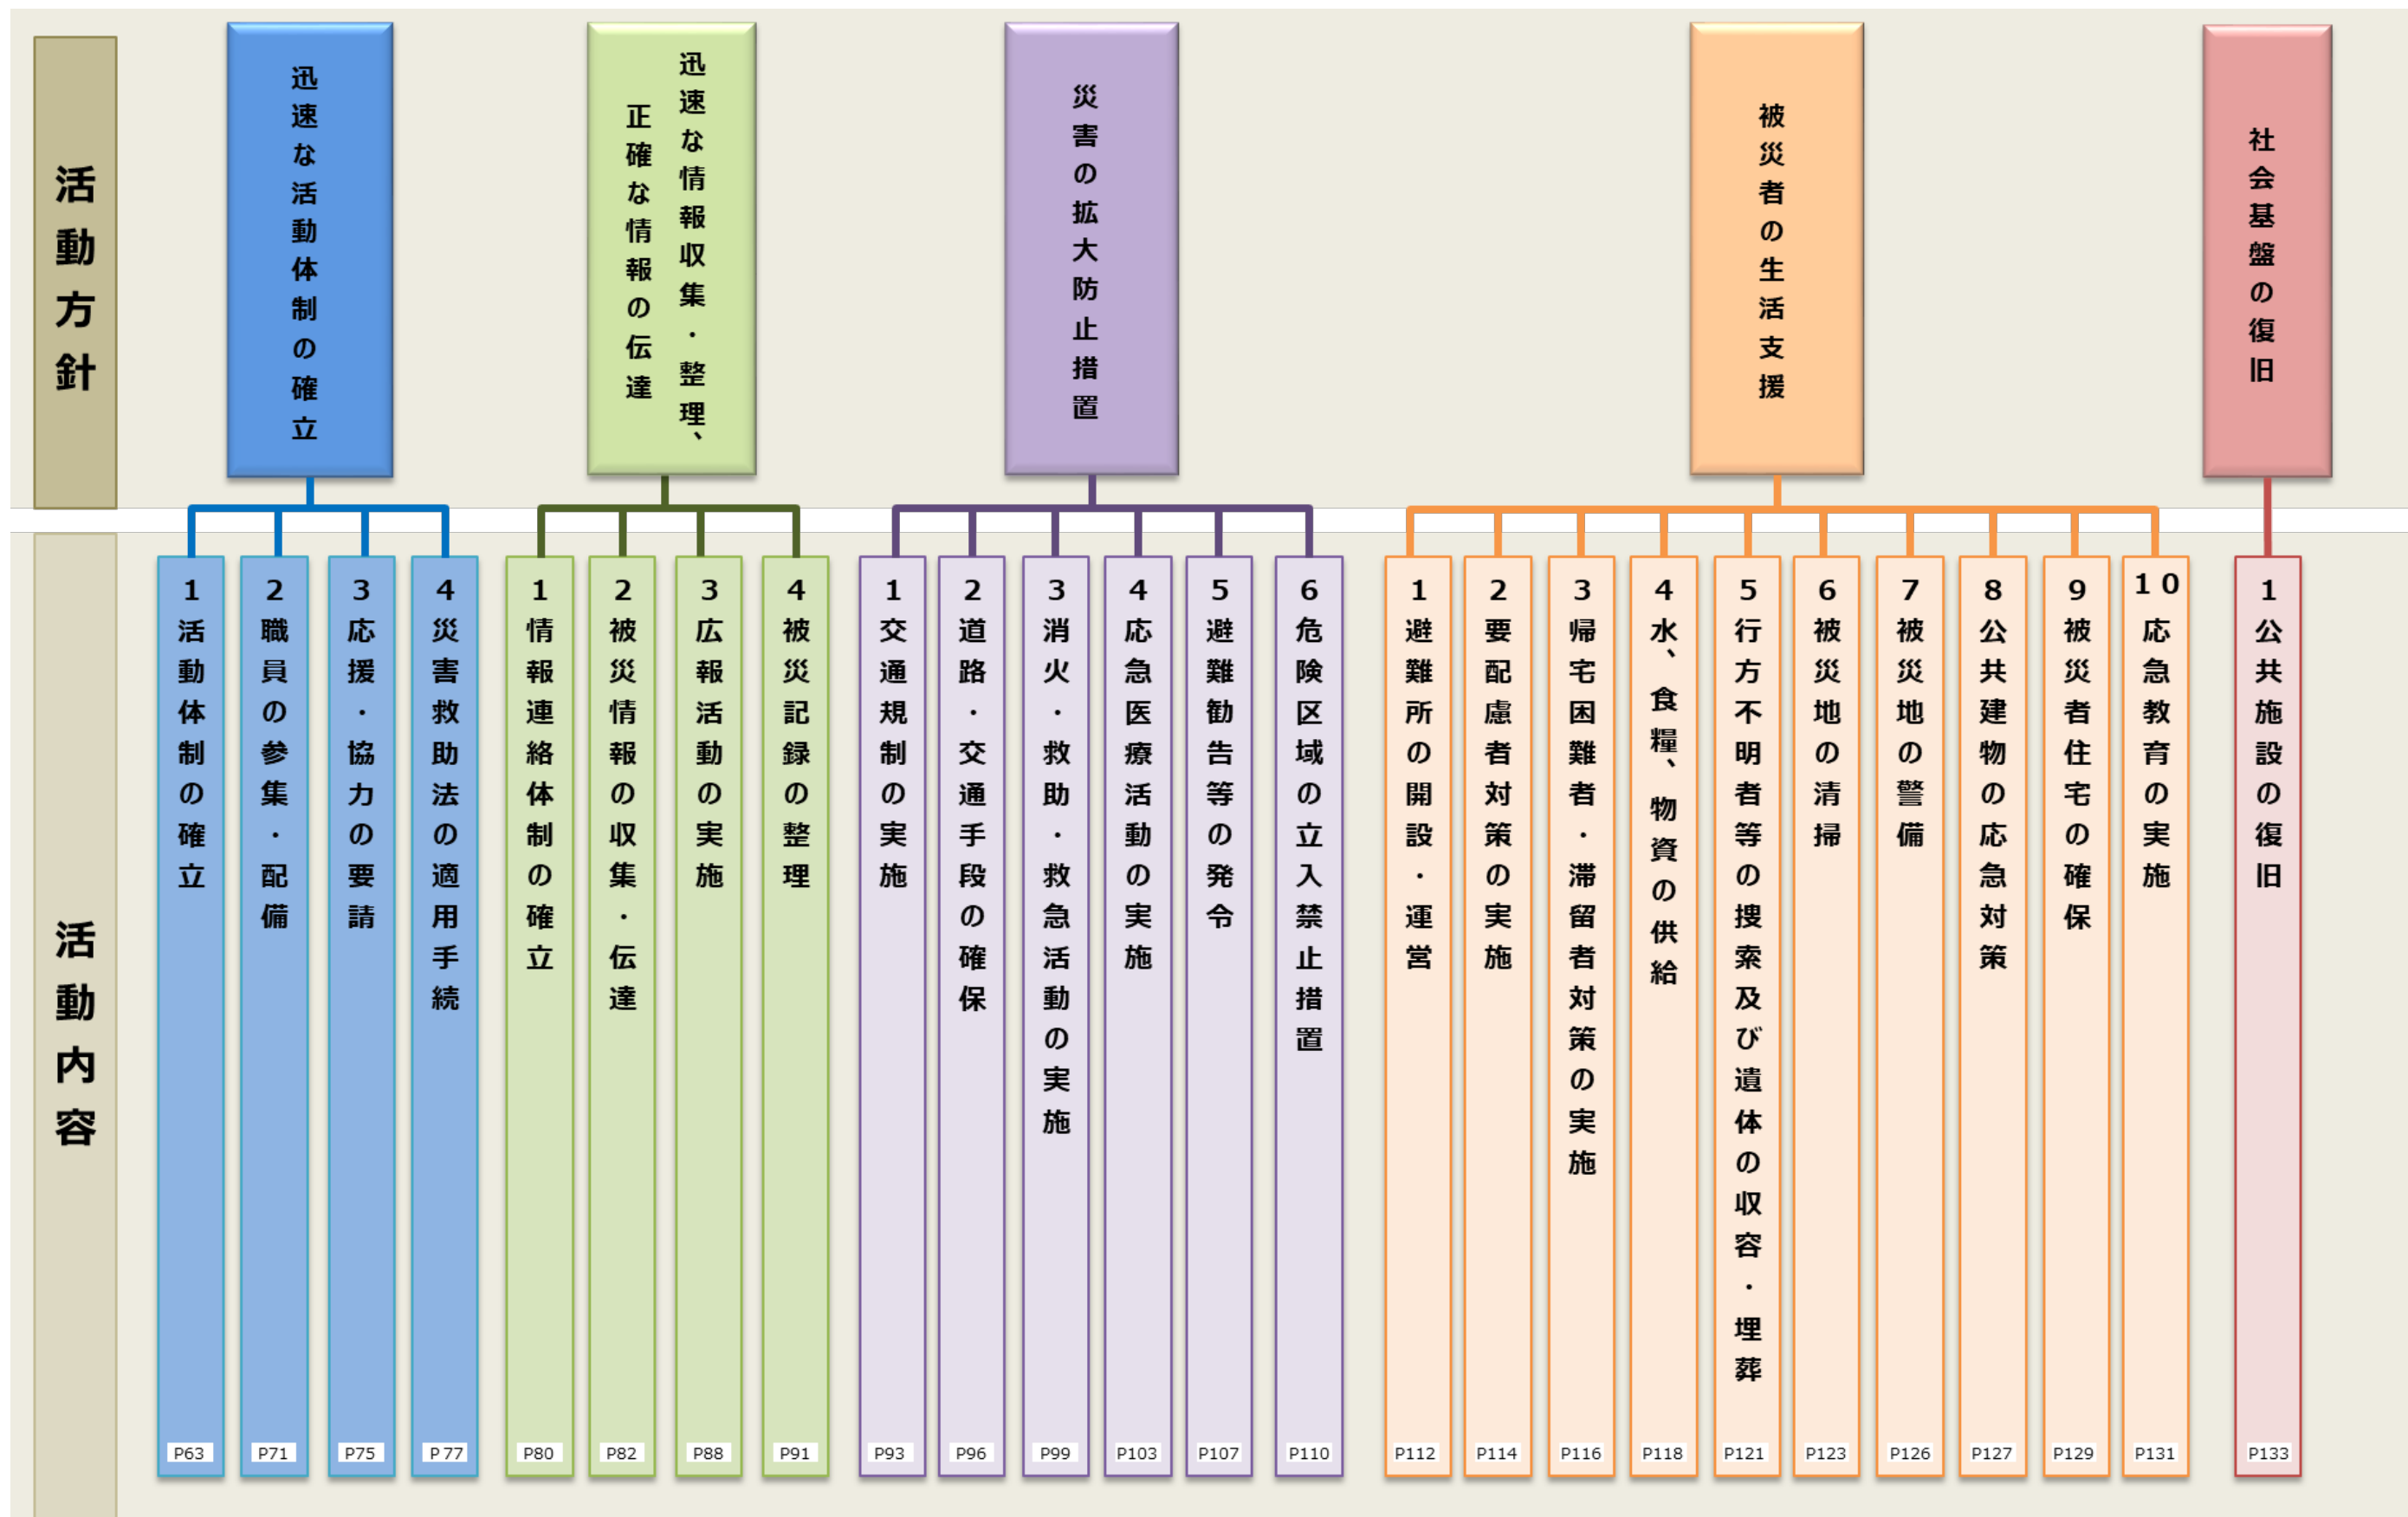 活動方針
迅速な活動体制の確立
迅速な情報収集・整理、
正確な情報の伝達
災害の拡大防止措置
被災者の生活支援
社会基盤の復旧
活動内容
1活動体制の確立
P63
2職員の参集・配備
P71
3応援・協力の要請
P75
4災害救助法の適用手続
P77
1情報連絡体制の確立
P80
2被災情報の収集・伝達
P82
3広報活動の実施
P88
4被災記録の整理
P91
1交通規制の実施
P93
2道路・交通手段の確保
P96
3消火・救助・救急活動の実施
P99
4応急医療活動の実施
P103
5避難勧告等の発令
P107
6危険区域の立入禁止措置
P110
1避難所の開設・運営
P112
2要配慮者対策の実施
P114
3帰宅困難者・滞留者対策の実施
P116
4水、食糧、物資の供給
P118
5行方不明者等の捜索及び遺体の収容・埋葬
P121
6被災地の清掃
P123
7被災地の警備
P126
8公共建物の応急対策
P127
9被災者住宅の確保
P129
10応急教育の実施
P131
1公共施設の復旧
P133